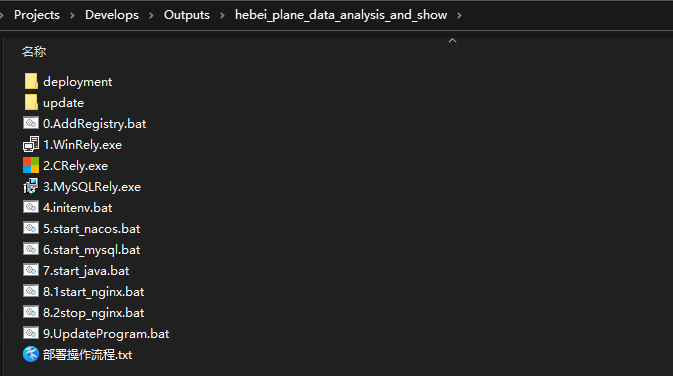 Projects > Develops > Outputs > hebei_plane_data_analysis_and_show >
名称
deployment
update
0.AddRegistry.bat
1.WinRely.exe
2.CRely.exe
3.MySQLRely.exe
4.initenv.bat
5.start_nacos.bat
6.start_mysql.bat
7.start_java.bat
8.1start_nginx.bat
8.2stop_nginx.bat
9.UpdateProgram.bat
部署操作流程.txt